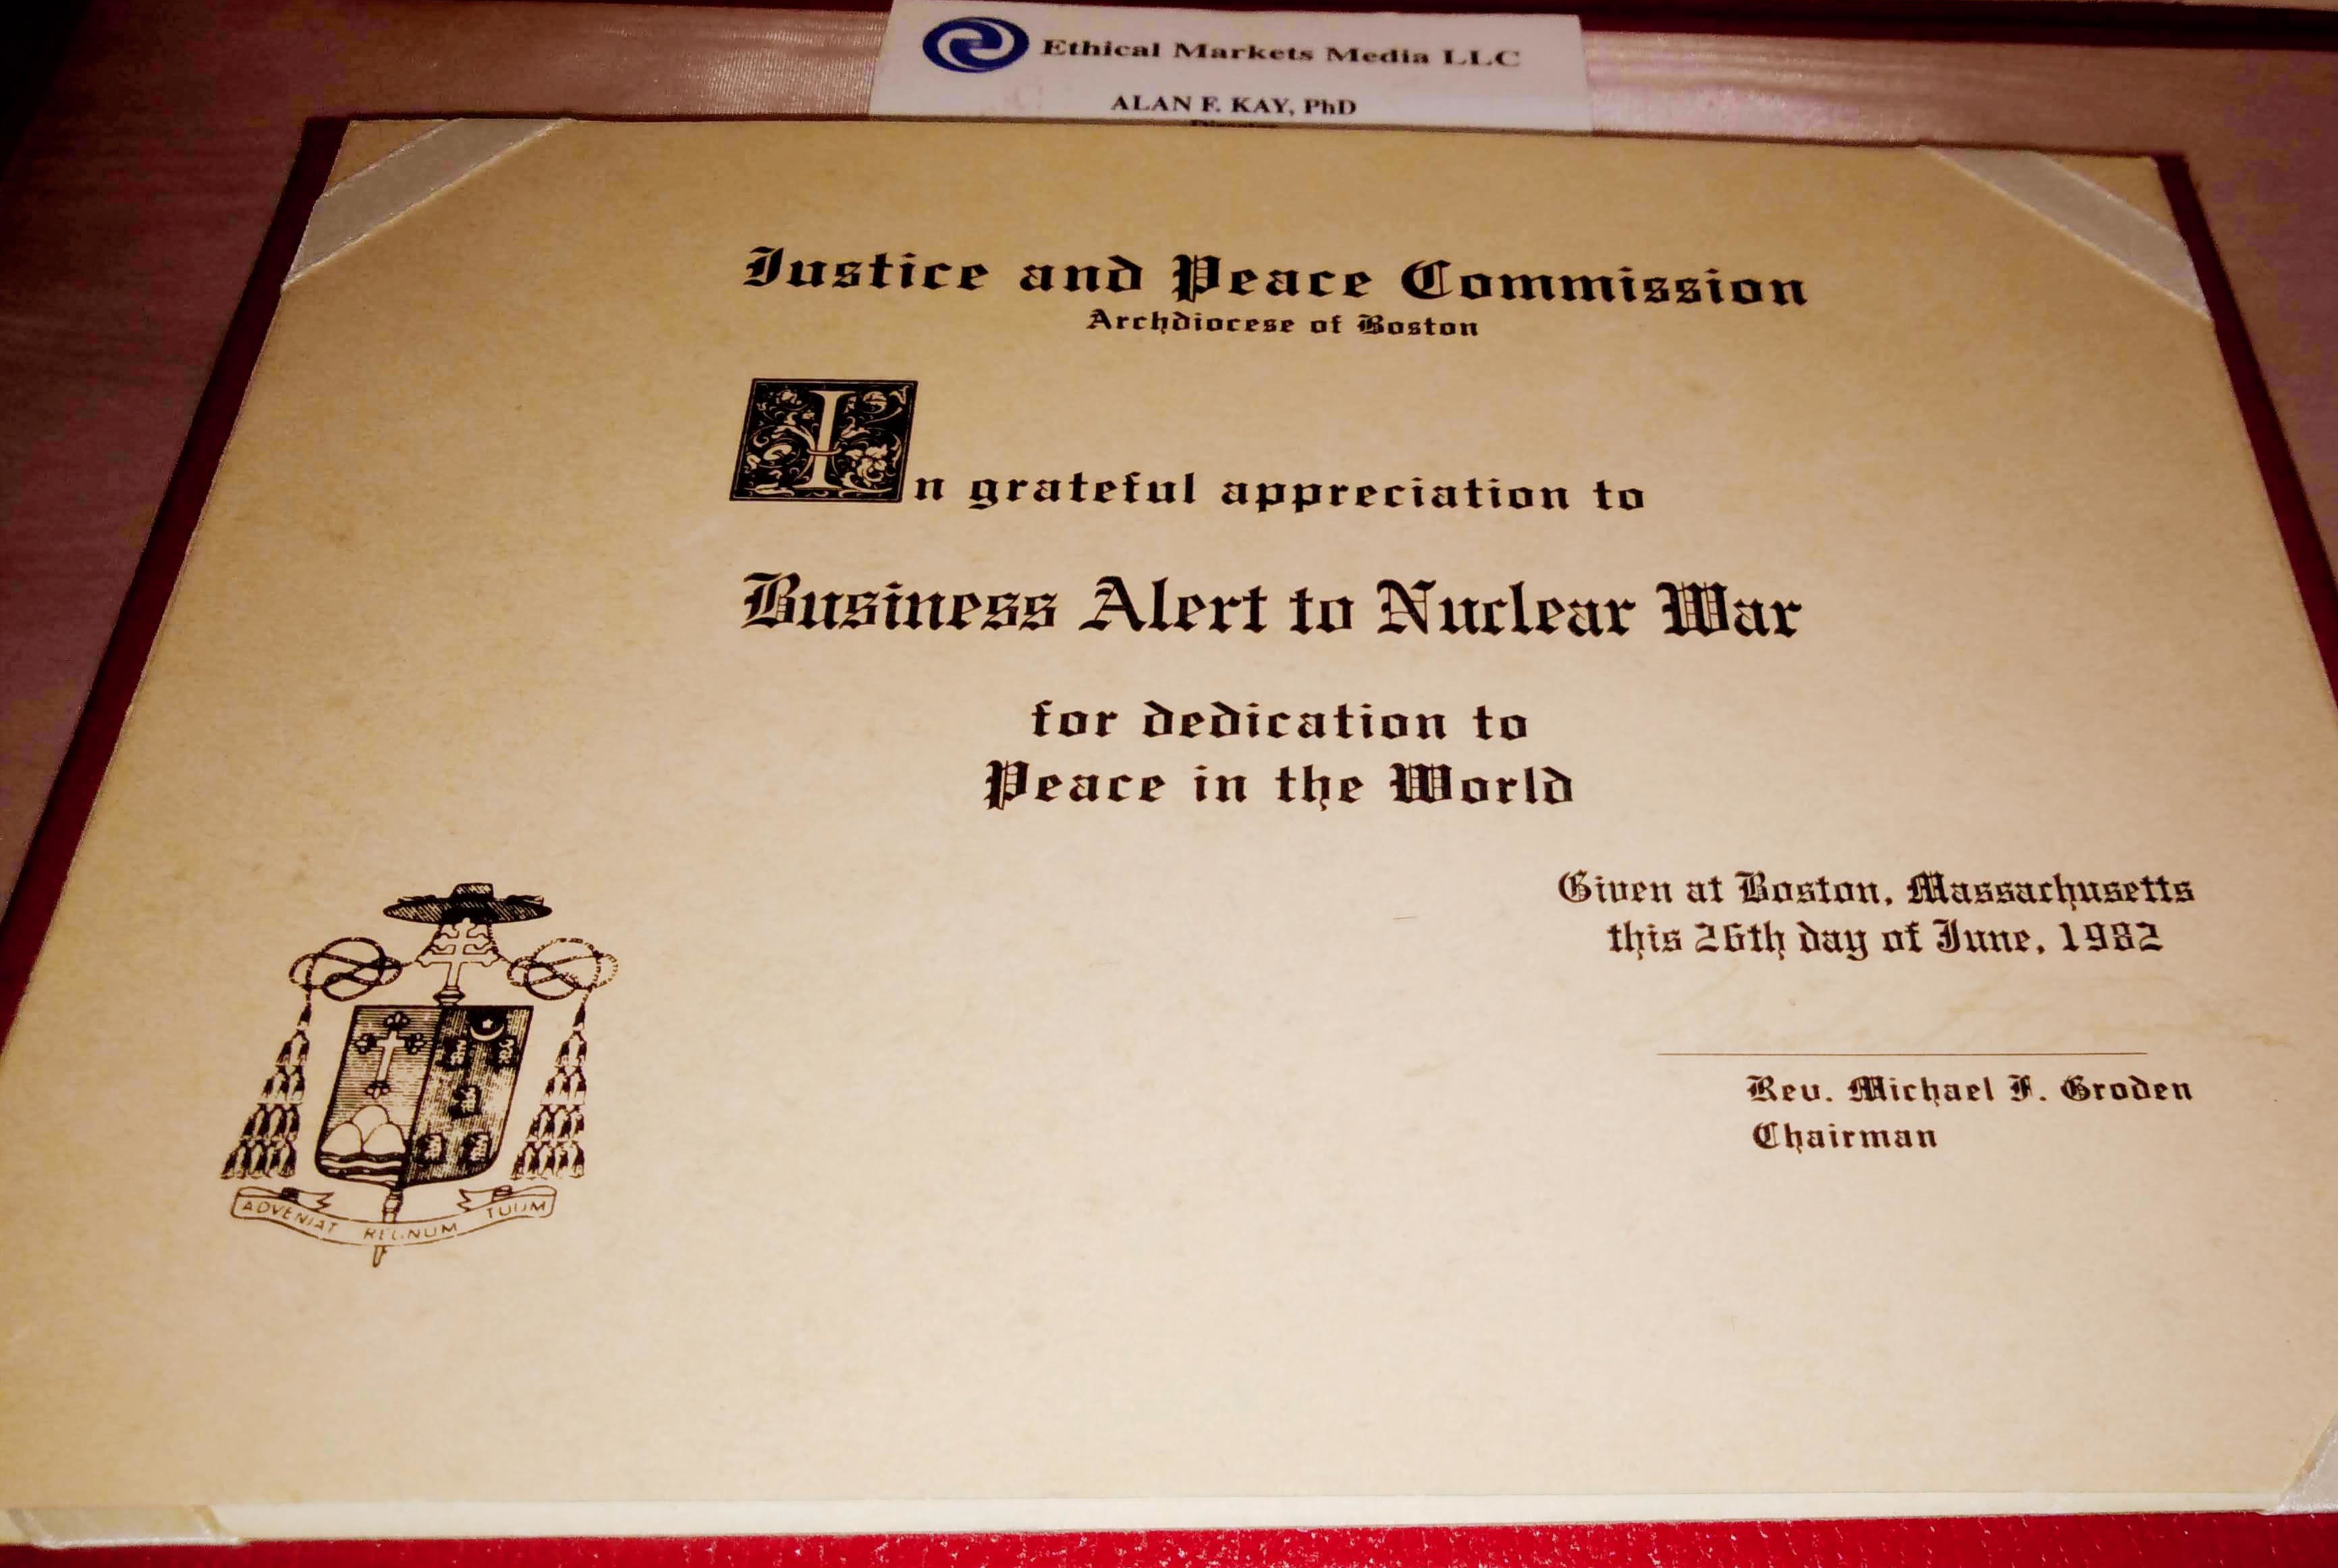 Ethical Markets Media LLC
ALAN F. KAY, PhD
Director
Justice and Peace Commission
Archdiocese of Boston
In grateful appreciation to
Business Alert to Nuclear War
for dedication to
Peace in the World
Given at Boston, Massachusetts
this 26th day of June, 1982
Rev. Michael F. Groden
Chairman
ADVENIAT REGNUM TUUM